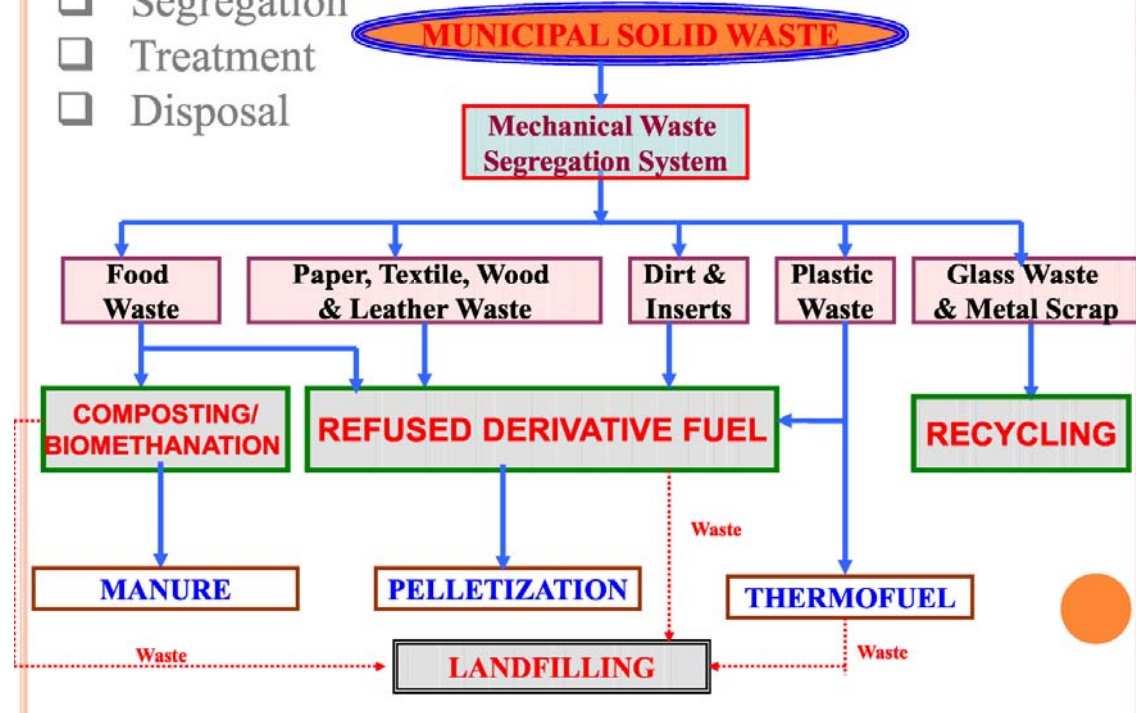 Segregation
❑ Treatment
❑ Disposal
MUNICIPAL SOLID WASTE
Mechanical Waste
Segregation System
Food
Waste
Paper, Textile, Wood
& Leather Waste
Dirt &
Inserts
Plastic
Waste
Glass Waste
& Metal Scrap
COMPOSTING/
BIOMETHANATION
REFUSED DERIVATIVE FUEL
RECYCLING
Waste
MANURE
PELLETIZATION
THERMOFUEL
Waste
LANDFILLING
Waste